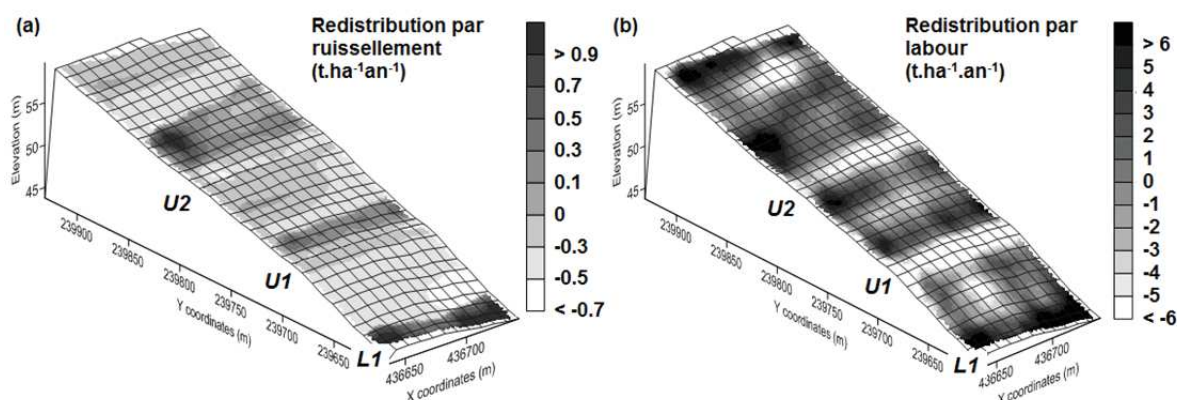 (a)
Redistribution par
ruissellement
(t.ha⁻¹an⁻¹)
> 0.9
0.7
0.5
0.3
0.1
0
-0.3
-0.5
< -0.7
Elevation (m)
55
50
45
U2
U1
L1
239900
239850
239800
239750
239700
239650
Y coordinates (m)
436650
436700
X coordinates (m)
(b)
Redistribution par
labour
(t.ha⁻¹.an⁻¹)
> 6
5
4
3
2
1
0
-1
-2
-3
-4
-5
< -6
Elevation (m)
55
50
45
U2
U1
L1
239900
239850
239800
239750
239700
239650
Y coordinates (m)
436650
436700
X coordinates (m)